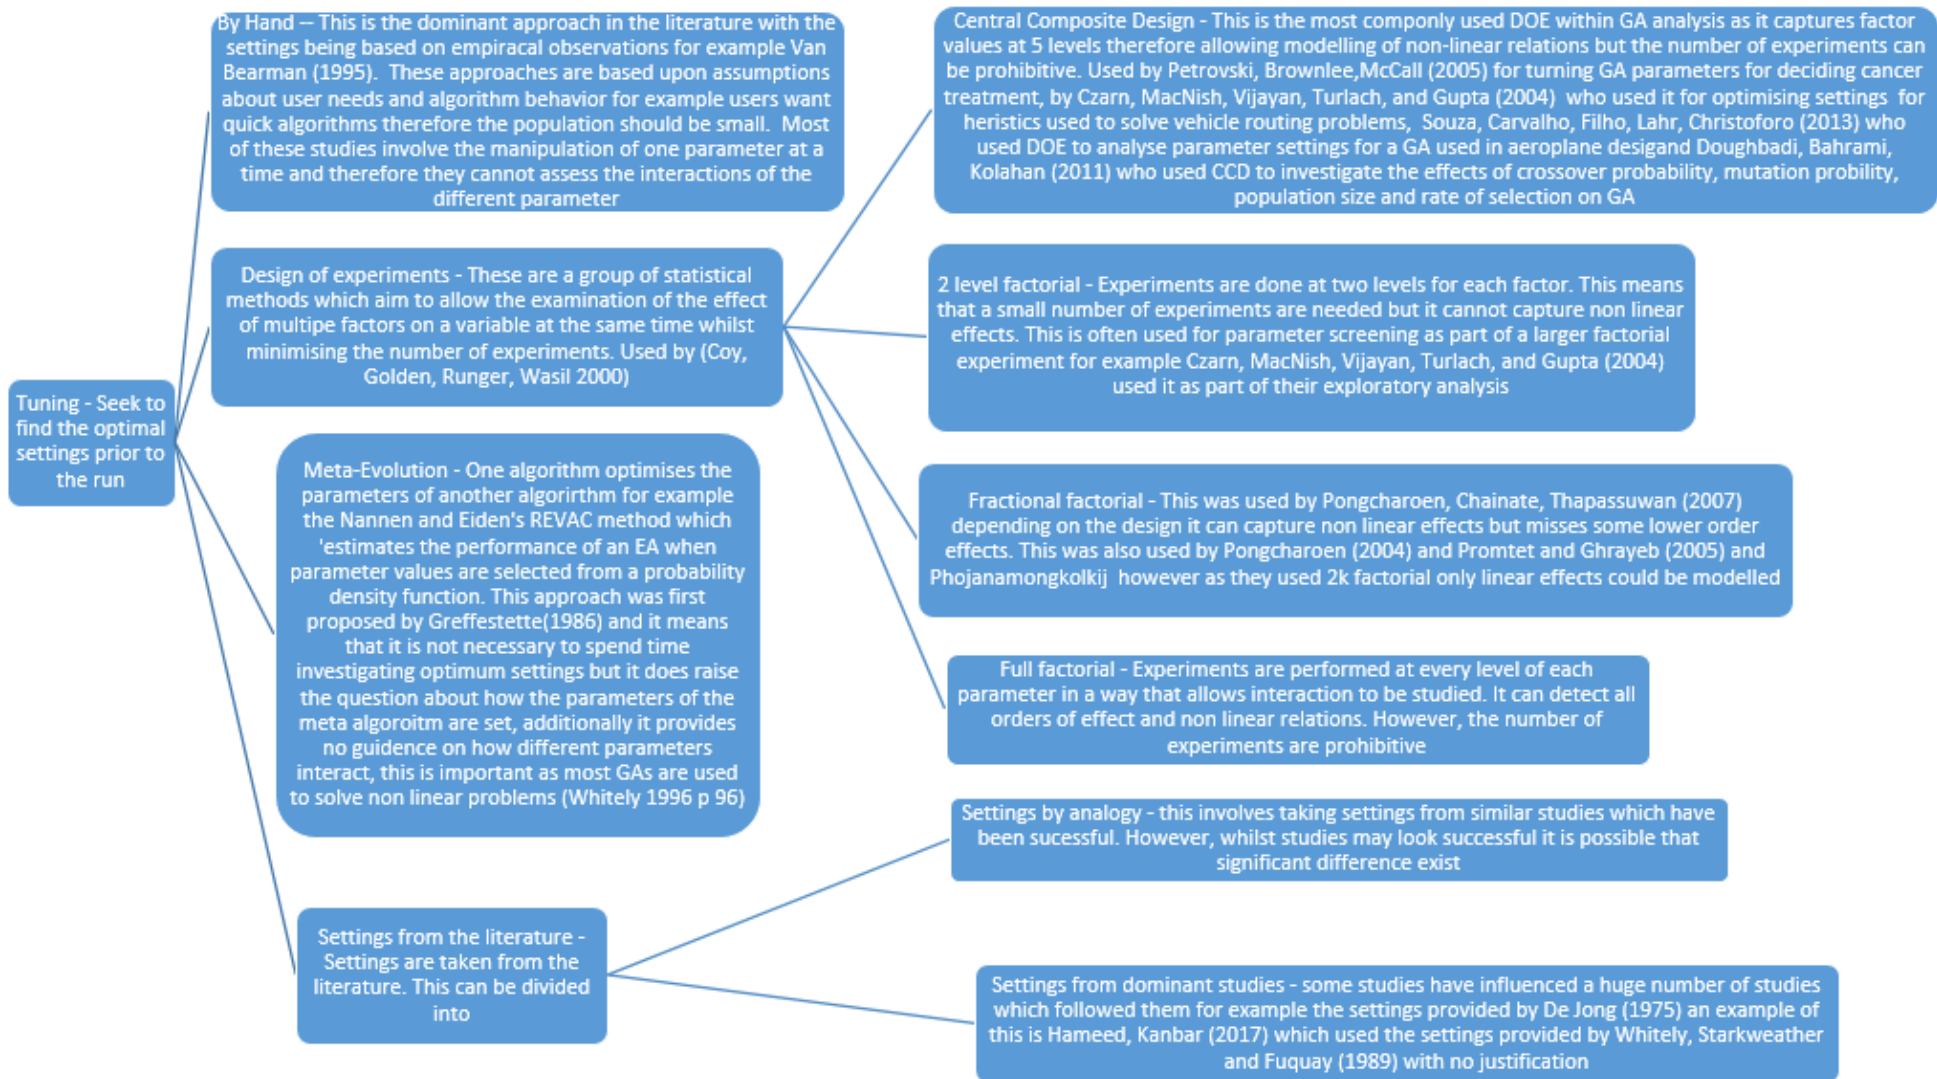 By Hand -- This is the dominant approach in the literature with the
settings being based on empiracal observations for example Van
Bearman (1995).  These approaches are based upon assumptions
about user needs and algorithm behavior for example users want
quick algorithms therefore the population should be small.  Most
of these studies involve the manipulation of one parameter at a
time and therefore they cannot assess the interactions of the
different parameter
Central Composite Design - This is the most componly used DOE within GA analysis as it captures factor
values at 5 levels therefore allowing modelling of non-linear relations but the number of experiments can
be prohibitive. Used by Petrovski, Brownlee,McCall (2005) for turning GA parameters for deciding cancer
treatment, by Czarn, MacNish, Vijayan, Turlach, and Gupta (2004)  who used it for optimising settings  for
heristics used to solve vehicle routing problems,  Souza, Carvalho, Filho, Lahr, Christoforo (2013) who
used DOE to analyse parameter settings for a GA used in aeroplane desigand Doughbadi, Bahrami,
Kolahan (2011) who used CCD to investigate the effects of crossover probability, mutation probility,
population size and rate of selection on GA
Design of experiments - These are a group of statistical
methods which aim to allow the examination of the effect
of multipe factors on a variable at the same time whilst
minimising the number of experiments. Used by (Coy,
Golden, Runger, Wasil 2000)
2 level factorial - Experiments are done at two levels for each factor. This means
that a small number of experiments are needed but it cannot capture non linear
effects. This is often used for parameter screening as part of a larger factorial
experiment for example Czarn, MacNish, Vijayan, Turlach, and Gupta (2004)
used it as part of their exploratory analysis
Tuning - Seek to
find the optimal
settings prior to
the run
Meta-Evolution - One algorithm optimises the
parameters of another algorirthm for example
the Nannen and Eiden's REVAC method which
'estimates the performance of an EA when
parameter values are selected from a probability
density function. This approach was first
proposed by Greffestette(1986) and it means
that it is not necessary to spend time
investigating optimum settings but it does raise
the question about how the parameters of the
meta algoroitm are set, additionally it provides
no guidance on how different parameters
interact, this is important as most GAs are used
to solve non linear problems (Whitely 1996 p 96)
Fractional factorial - This was used by Pongcharoen, Chainate, Thapassuwan (2007)
depending on the design it can capture non linear effects but misses some lower order
effects. This was also used by Pongcharoen (2004) and Promtet and Ghrayeb (2005) and
Phojanamongkolkij  however as they used 2k factorial only linear effects could be modelled
Full factorial - Experiments are performed at every level of each
parameter in a way that allows interaction to be studied. It can detect all
orders of effect and non linear relations. However, the number of
experiments are prohibitive
Settings by analogy - this involves taking settings from similar studies which have
been sucessful. However, whilst studies may look successful it is possible that
significant difference exist
Settings from the literature -
Settings are taken from the
literature. This can be divided
into
Settings from dominant studies - some studies have influenced a huge number of studies
which followed them for example the settings provided by De Jong (1975) an example of
this is Hameed, Kanbar (2017) which used the settings provided by Whitely, Starkweather
and Fuquay (1989) with no justification